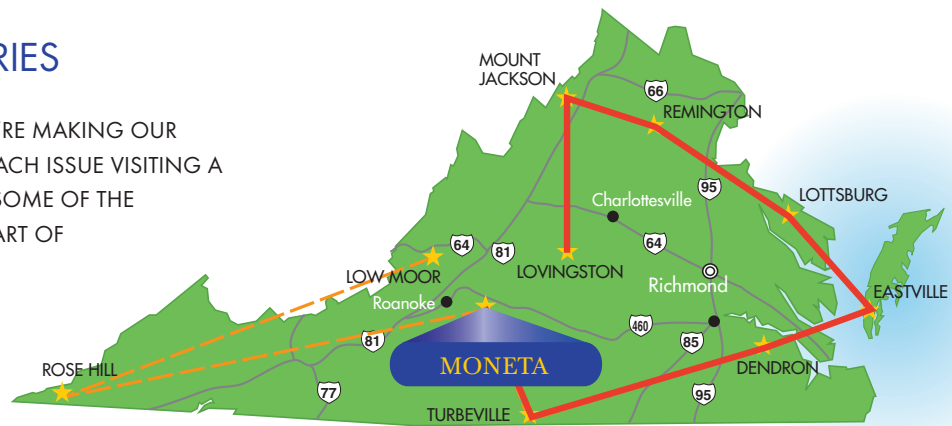 RIES
'RE MAKING OUR
ACH ISSUE VISITING A
SOME OF THE
ART OF
MOUNT
JACKSON
66
REMINGTON
95
LOTTSBURG
Charlottesville
64
81
64
LOW MOOR
LOVINGSTON
Richmond
Roanoke
EASTVILLE
460
81
85
DENDRON
MONETA
ROSE HILL
77
95
TURBEVILLE